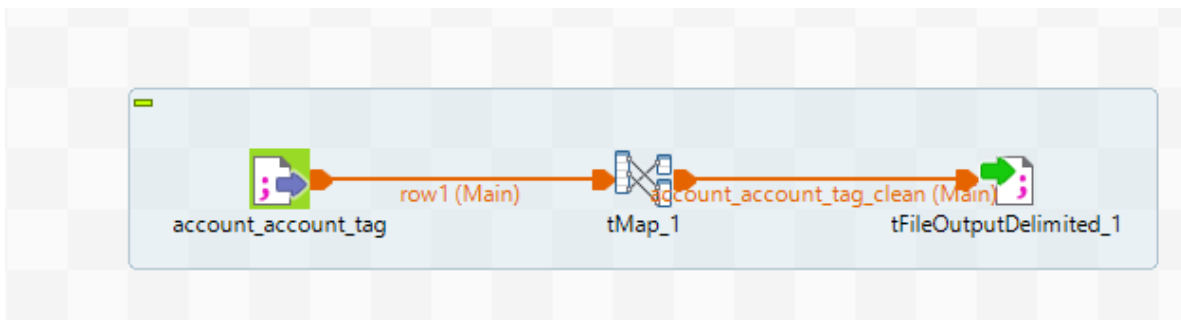 row1 (Main)
account_account_tag_clean (Main)
account_account_tag
tMap_1
tFileOutputDelimited_1